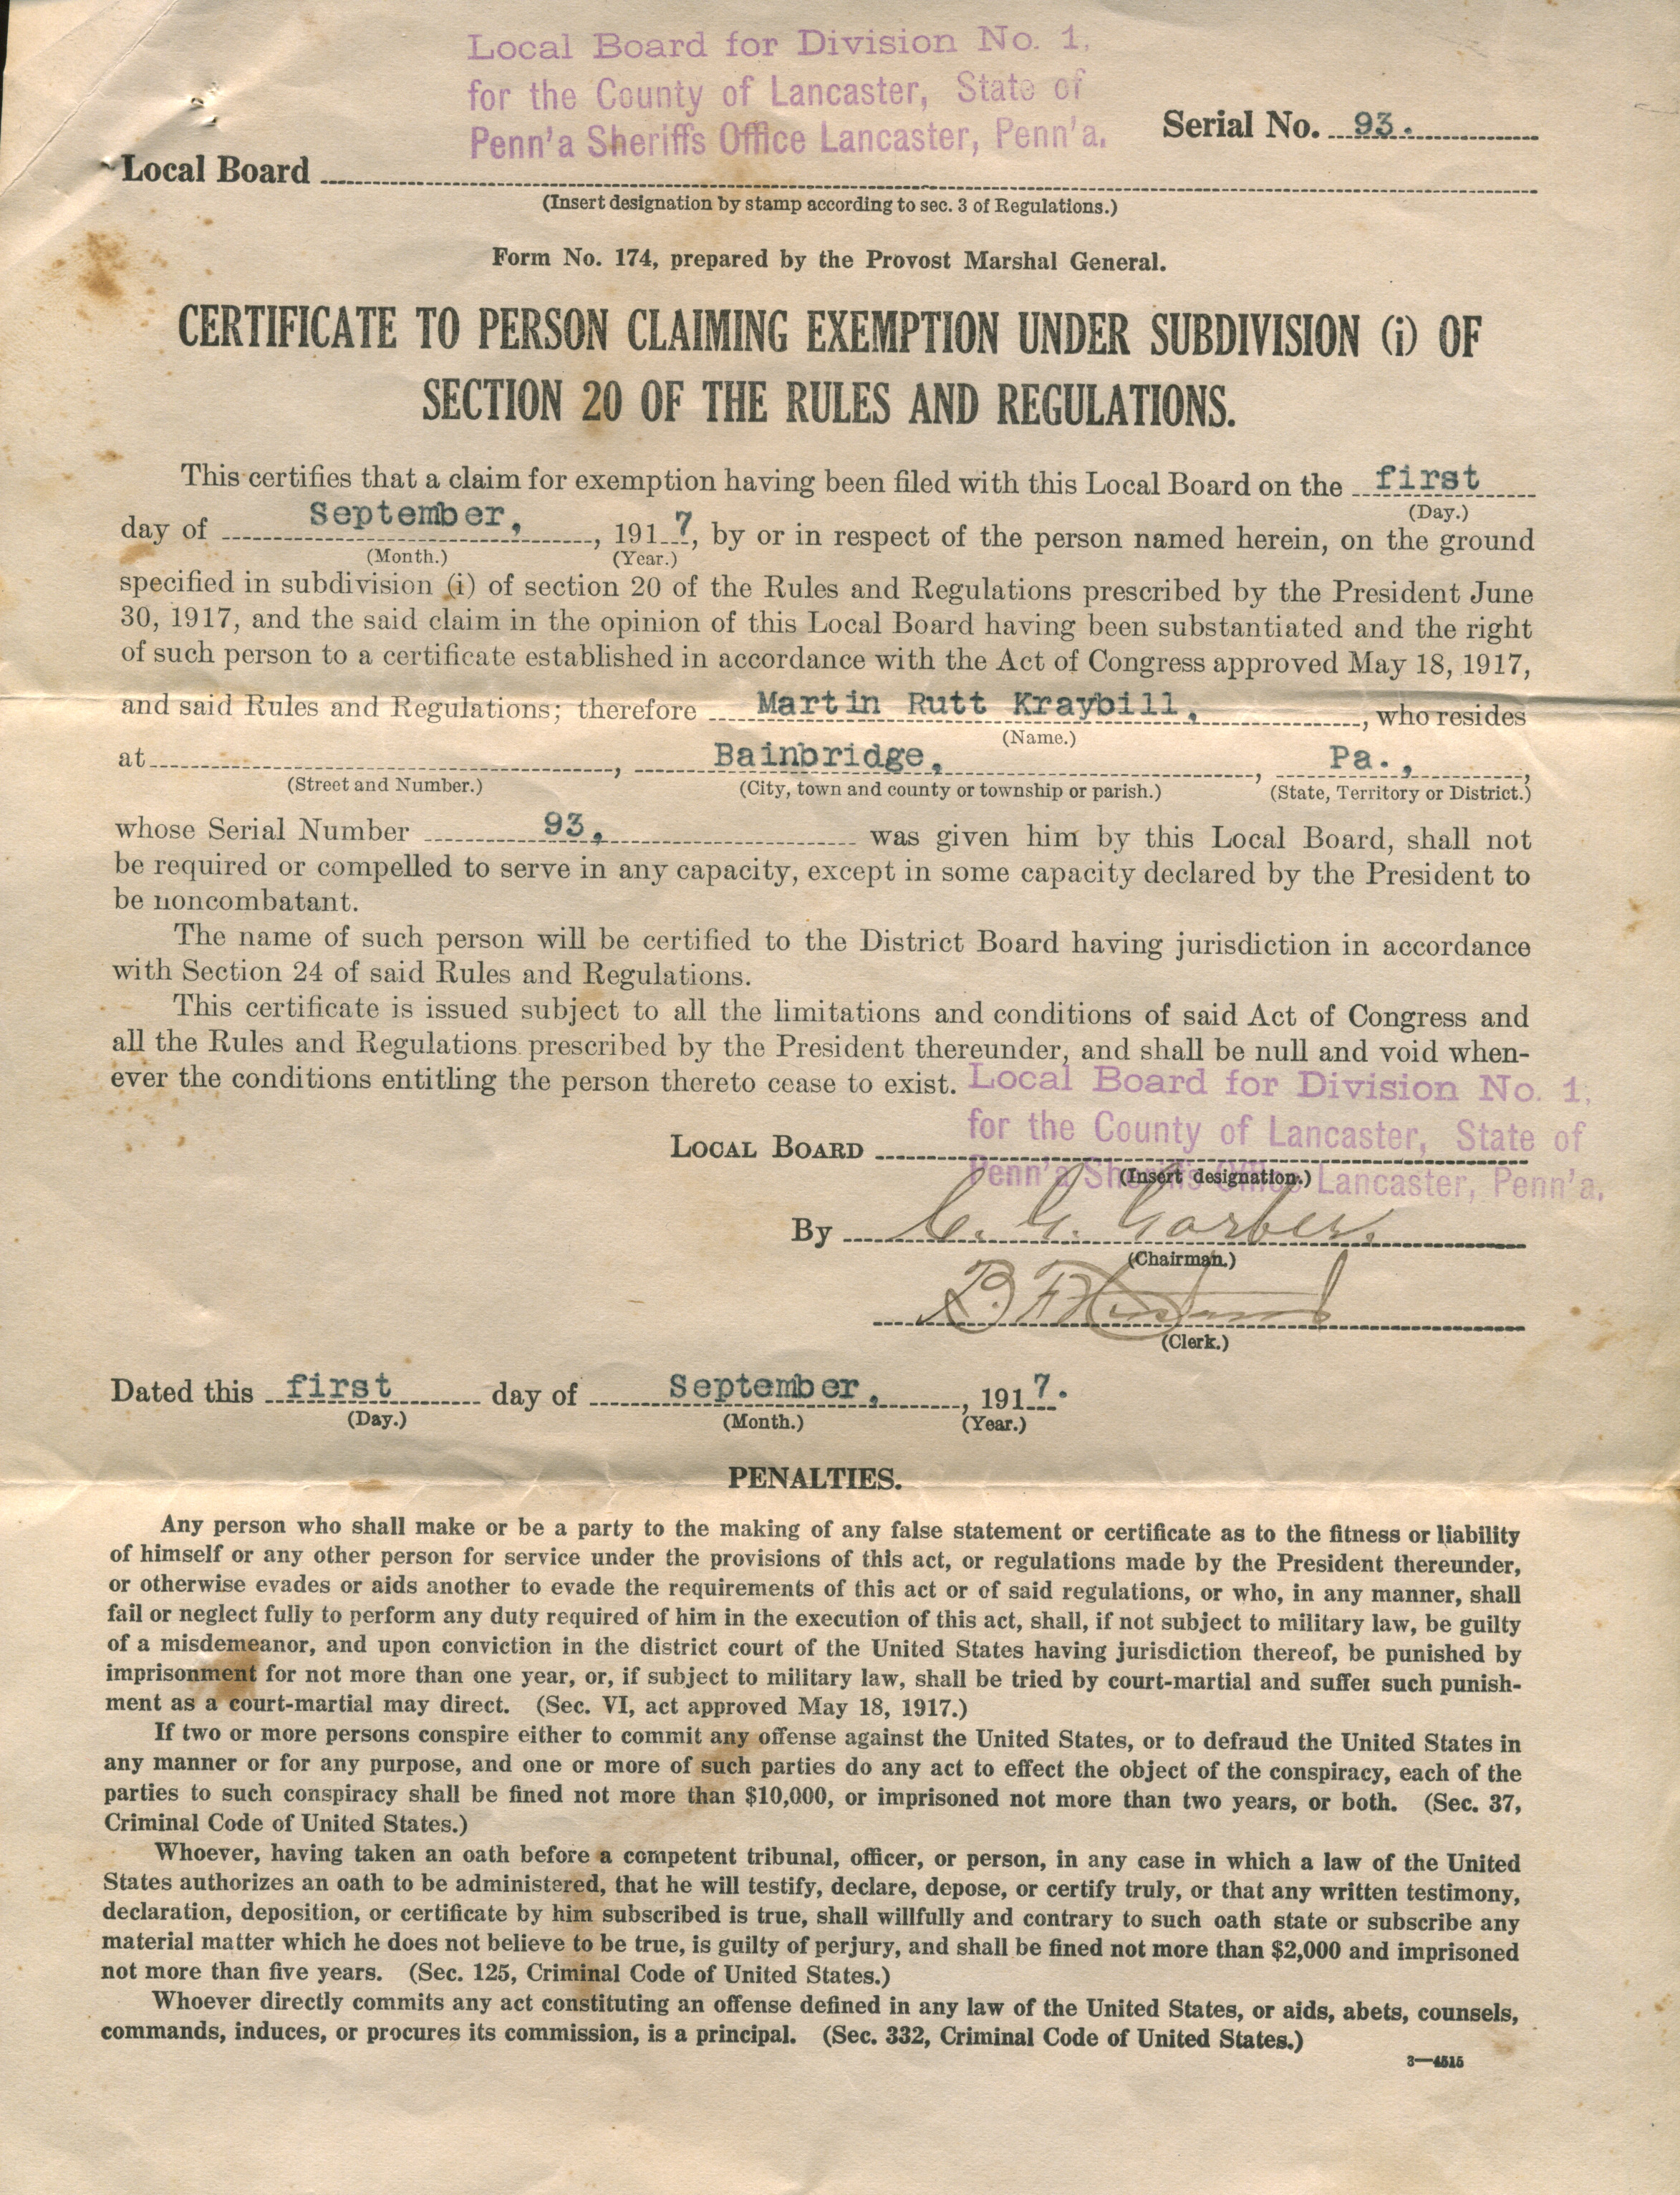 Local Board for Division No. 1,
for the County of Lancaster, State of
Penn'a Sheriffs Office Lancaster, Penn'a.
Serial No. 93.
Local Board
(Insert designation by stamp according to sec. 3 of Regulations.)
Form No. 174, prepared by the Provost Marshal General.
CERTIFICATE TO PERSON CLAIMING EXEMPTION UNDER SUBDIVISION (i) OF
SECTION 20 OF THE RULES AND REGULATIONS.
This certifies that a claim for exemption having been filed with this Local Board on the first
(Day.)
day of September, , 1917, by or in respect of the person named herein, on the ground
(Month.) (Year.)
specified in subdivision (i) of section 20 of the Rules and Regulations prescribed by the President June
30, 1917, and the said claim in the opinion of this Local Board having been substantiated and the right
of such person to a certificate established in accordance with the Act of Congress approved May 18, 1917,
and said Rules and Regulations; therefore Martin Rutt Kraybill, , who resides
(Name.)
at , Bainbridge, , Pa., ,
(Street and Number.) (City, town and county or township or parish.) (State, Territory or District.)
whose Serial Number 93, was given him by this Local Board, shall not
be required or compelled to serve in any capacity, except in some capacity declared by the President to
be noncombatant.
The name of such person will be certified to the District Board having jurisdiction in accordance
with Section 24 of said Rules and Regulations.
This certificate is issued subject to all the limitations and conditions of said Act of Congress and
all the Rules and Regulations prescribed by the President thereunder, and shall be null and void when-
ever the conditions entitling the person thereto cease to exist.
Local Board for Division No. 1,
for the County of Lancaster, State of
Penn'a Sheriffs Office Lancaster, Penn'a.
LOCAL BOARD
(Insert designation.)
By C. G. Garber.
(Chairman.)
B. F.
(Clerk.)
Dated this first day of September, , 1917.
(Day.) (Month.) (Year.)
PENALTIES.
Any person who shall make or be a party to the making of any false statement or certificate as to the fitness or liability
of himself or any other person for service under the provisions of this act, or regulations made by the President thereunder,
or otherwise evades or aids another to evade the requirements of this act or of said regulations, or who, in any manner, shall
fail or neglect fully to perform any duty required of him in the execution of this act, shall, if not subject to military law, be guilty
of a misdemeanor, and upon conviction in the district court of the United States having jurisdiction thereof, be punished by
imprisonment for not more than one year, or, if subject to military law, shall be tried by court-martial and suffer such punish-
ment as a court-martial may direct. (Sec. VI, act approved May 18, 1917.)
If two or more persons conspire either to commit any offense against the United States, or to defraud the United States in
any manner or for any purpose, and one or more of such parties do any act to effect the object of the conspiracy, each of the
parties to such conspiracy shall be fined not more than $10,000, or imprisoned not more than two years, or both. (Sec. 37,
Criminal Code of United States.)
Whoever, having taken an oath before a competent tribunal, officer, or person, in any case in which a law of the United
States authorizes an oath to be administered, that he will testify, declare, depose, or certify truly, or that any written testimony,
declaration, deposition, or certificate by him subscribed is true, shall willfully and contrary to such oath state or subscribe any
material matter which he does not believe to be true, is guilty of perjury, and shall be fined not more than $2,000 and imprisoned
not more than five years. (Sec. 125, Criminal Code of United States.)
Whoever directly commits any act constituting an offense defined in any law of the United States, or aids, abets, counsels,
commands, induces, or procures its commission, is a principal. (Sec. 332, Criminal Code of United States.)
3—4515